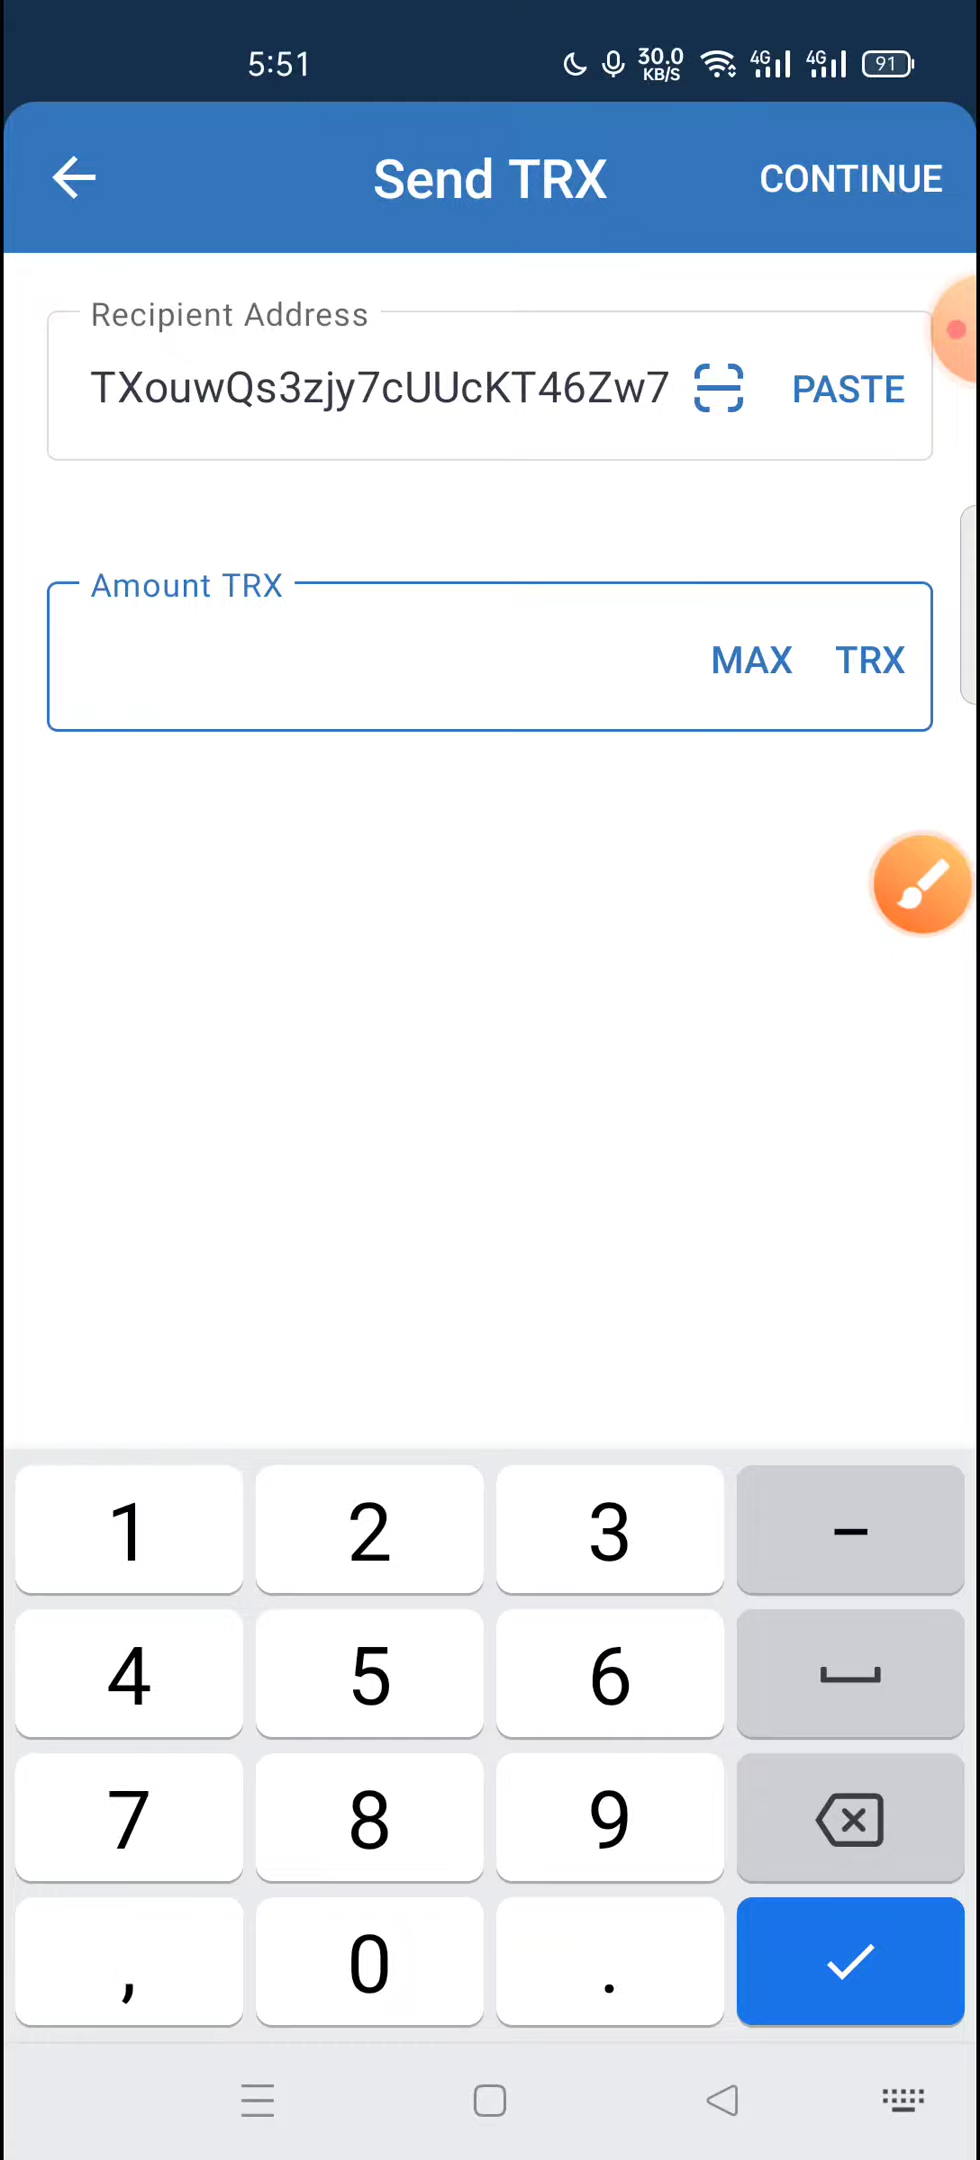 5:51
30.0
KB/S
4G
4G
91
Send TRX
CONTINUE
Recipient Address
TXouwQs3zjy7cUUcKT46Zw7
PASTE
Amount TRX
MAX
TRX
1
2
3
–
4
5
6
7
8
9
,
0
.